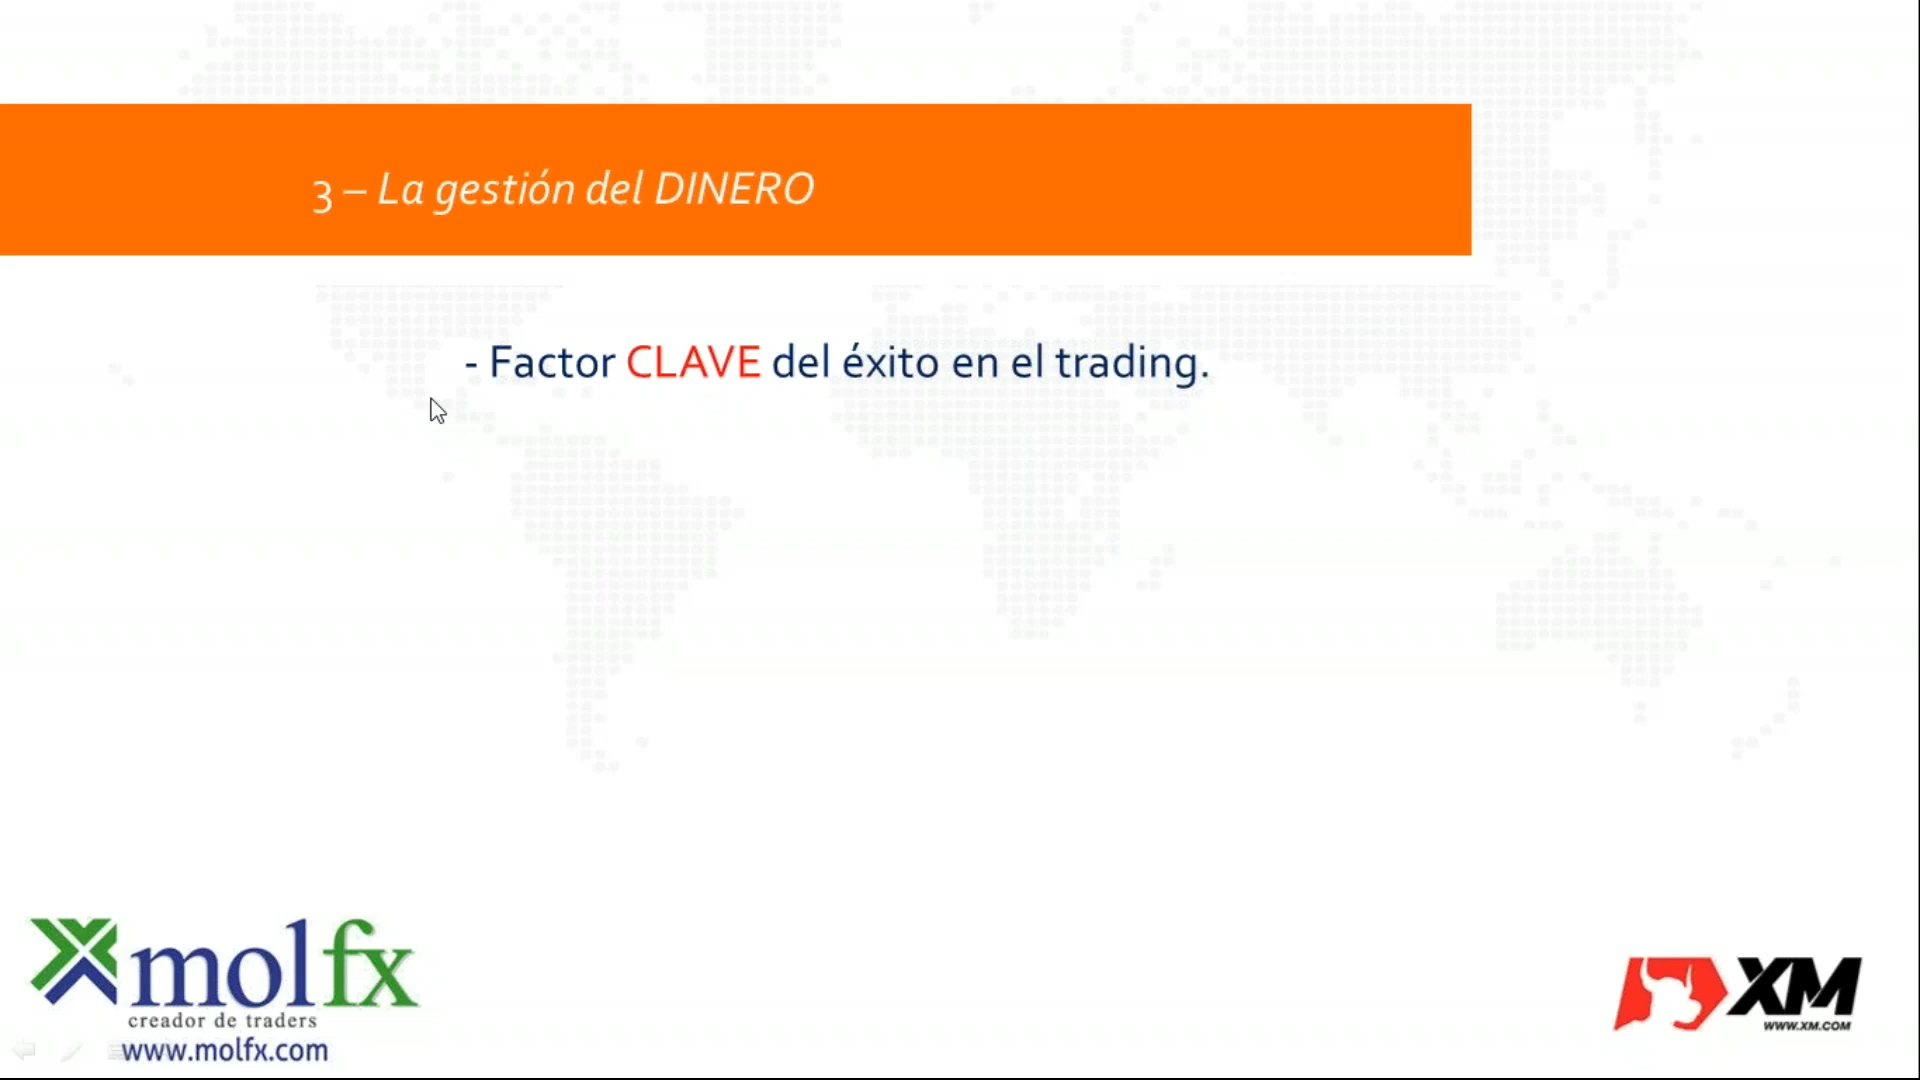 3 – La gestión del DINERO
- Factor CLAVE del éxito en el trading.
molfx
creador de traders
www.molfx.com
XM
WWW.XM.COM